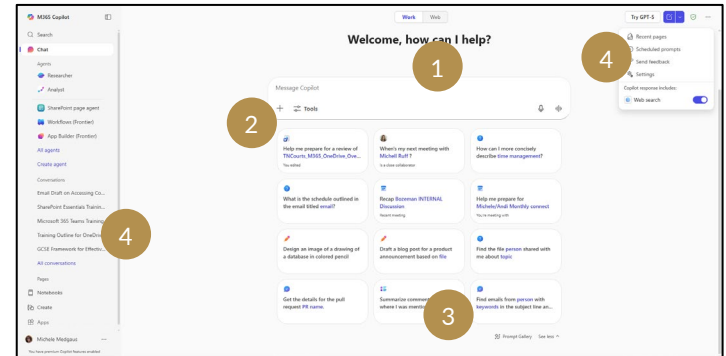 M365 Copilot
Work
Web
Try GPT-5
Search
Chat
Agents
Researcher
Analyst
SharePoint page agent
Workflows (Frontier)
App Builder (Frontier)
All agents
Create agent
Conversations
Email Draft on Accessing Co...
SharePoint Essentials Trainin...
Microsoft 365 Teams Training
Training Outline for OneDriv
GCSE Framework for Effectiv
All conversations
Pages
Notebooks
Create
Apps
Michele Medgaus
You have premium Copilot features enabled
Welcome, how can I help?
1
Message Copilot
Tools
2
Help me prepare for a review of
TNCourts_M365_OneDrive_Ove...
You edited
When's my next meeting with
Michell Ruff ?
Is a close collaborator
How can I more concisely
describe time management?
What is the schedule outlined in
the email titled email?
Recap Bozeman INTERNAL
Discussion
Recent meeting
Help me prepare for
Michele/Andi Monthly connect
You're meeting with
Design an image of a drawing of
a database in colored pencil
Draft a blog post for a product
announcement based on file
Find the file person shared with
me about topic
Get the details for the pull
request PR name.
Summarize comment
where I was mentio
Find emails from person with
keywords in the subject line an...
3
Prompt Gallery
See less
4
Recent pages
Scheduled prompts
Send feedback
Settings
Copilot response includes:
Web search
4